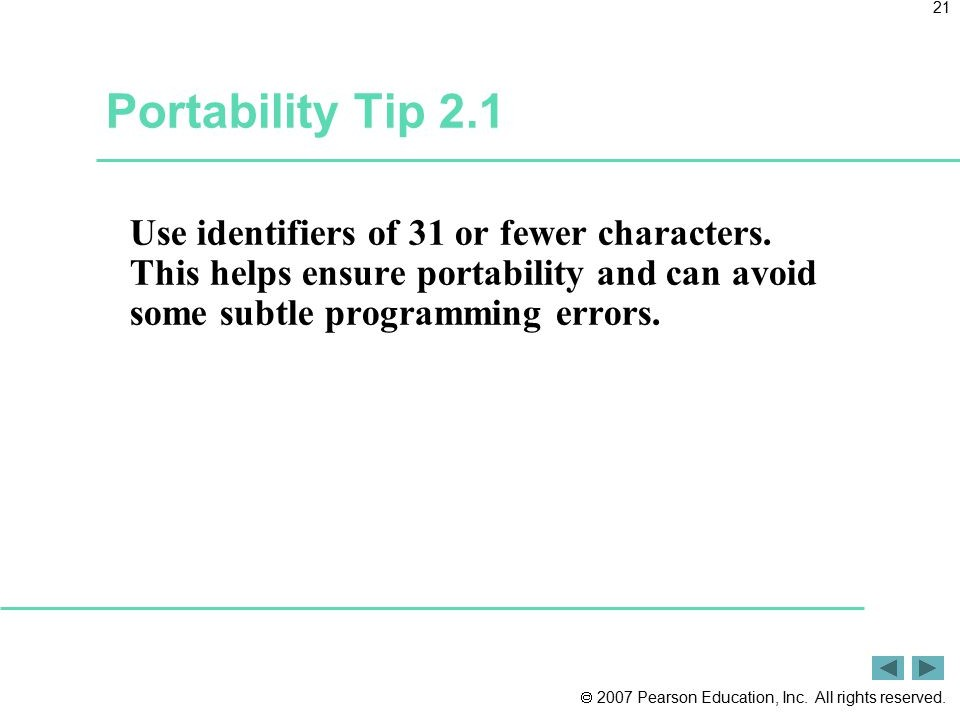 21
Portability Tip 2.1
Use identifiers of 31 or fewer characters.
This helps ensure portability and can avoid
some subtle programming errors.
© 2007 Pearson Education, Inc. All rights reserved.